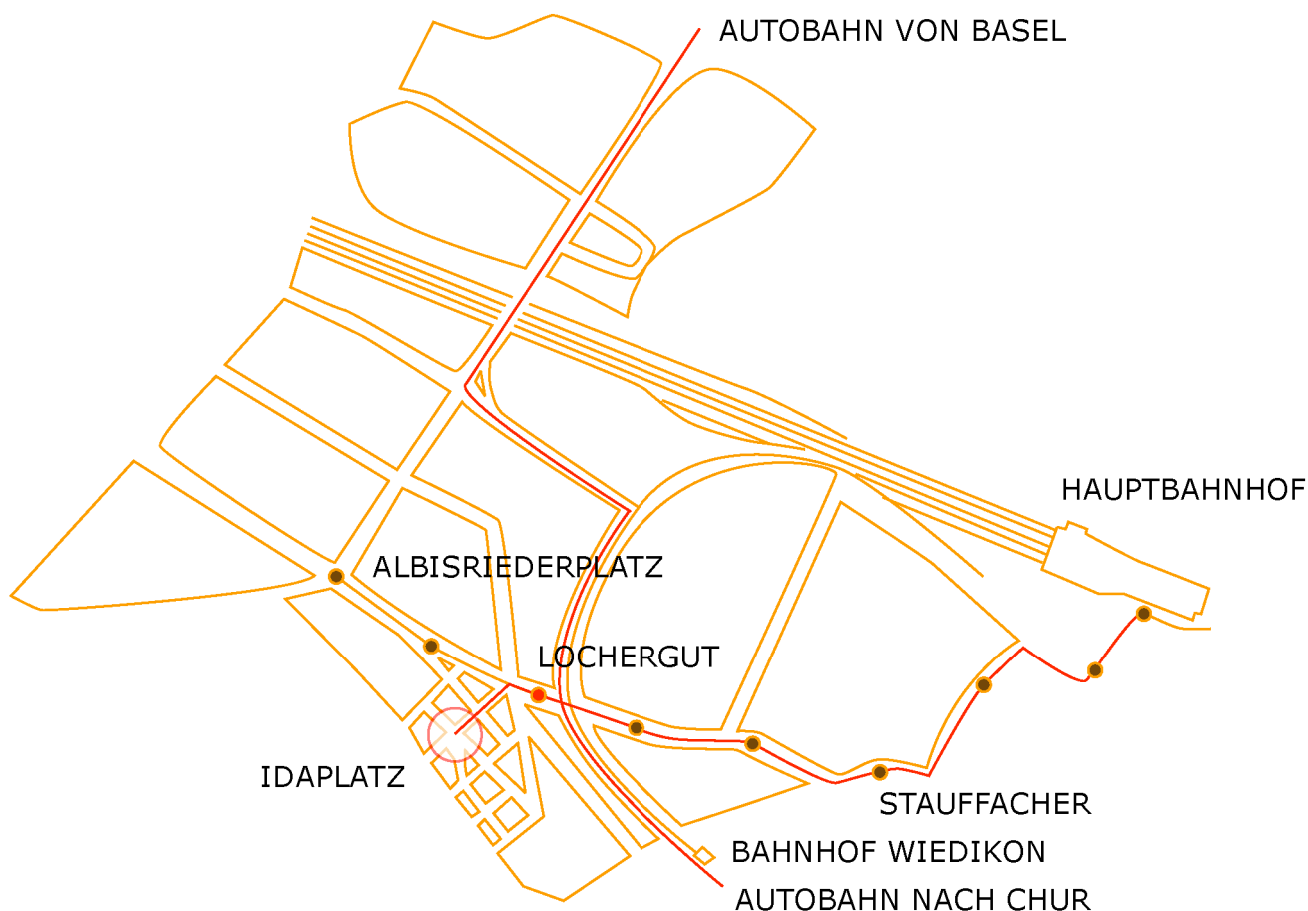 AUTOBAHN VON BASEL
HAUPTBAHNHOF
ALBISRIEDERPLATZ
LOCHERGUT
IDAPLATZ
STAUFFACHER
BAHNHOF WIEDIKON
AUTOBAHN NACH CHUR